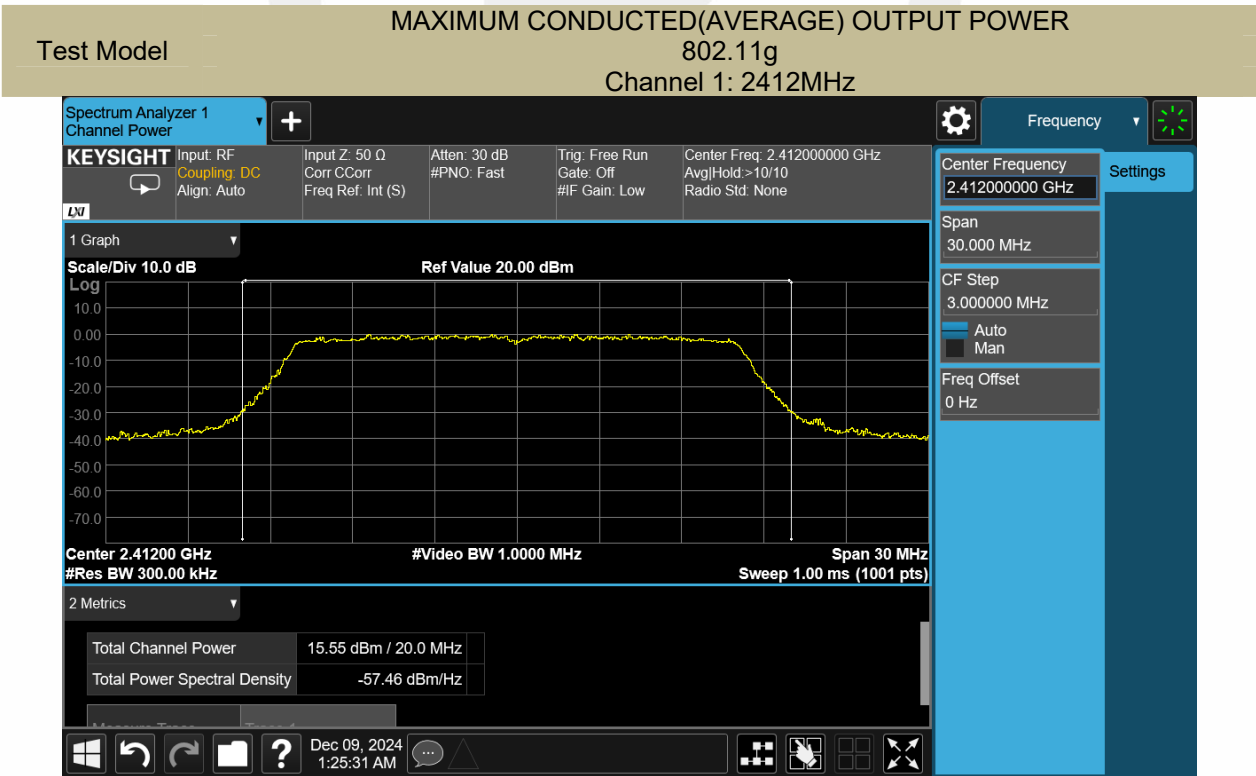 MAXIMUM CONDUCTED(AVERAGE) OUTPUT POWER
Test Model
802.11g
Channel 1: 2412MHz
Spectrum Analyzer 1
Channel Power
+
Frequency
KEYSIGHT
LXI
Input: RF
Coupling: DC
Align: Auto
Input Z: 50 Ω
Corr CCorr
Freq Ref: Int (S)
Atten: 30 dB
#PNO: Fast
Trig: Free Run
Gate: Off
#IF Gain: Low
Center Freq: 2.412000000 GHz
Avg|Hold:>10/10
Radio Std: None
Center Frequency
2.412000000 GHz
Settings
Span
30.000 MHz
CF Step
3.000000 MHz
Auto
Man
Freq Offset
0 Hz
1 Graph
Scale/Div 10.0 dB
Ref Value 20.00 dBm
Log
10.0
0.00
-10.0
-20.0
-30.0
-40.0
-50.0
-60.0
-70.0
Center 2.41200 GHz
#Video BW 1.0000 MHz
Span 30 MHz
#Res BW 300.00 kHz
Sweep 1.00 ms (1001 pts)
2 Metrics
Total Channel Power 15.55 dBm / 20.0 MHz
Total Power Spectral Density -57.46 dBm/Hz
?
Dec 09, 2024
1:25:31 AM